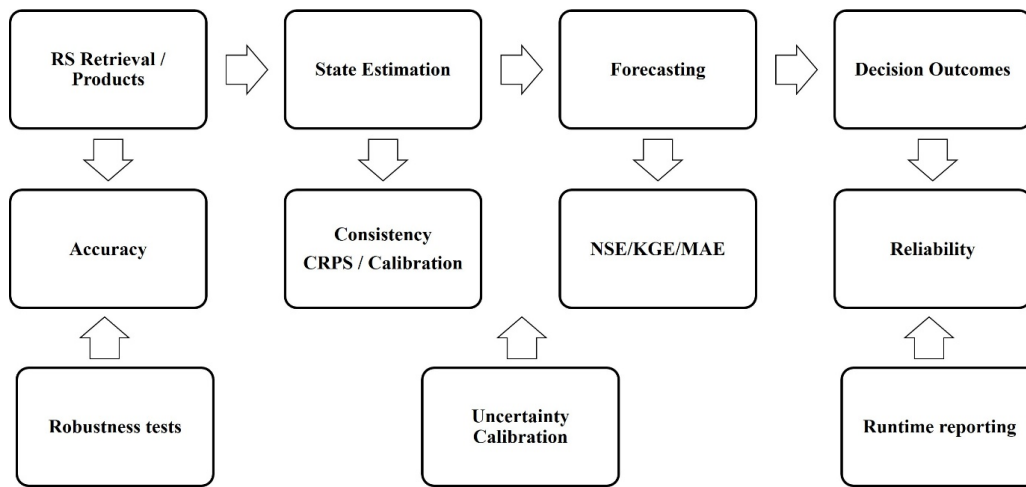 RS Retrieval /
Products
State Estimation
Forecasting
Decision Outcomes
Accuracy
Consistency
CRPS / Calibration
NSE/KGE/MAE
Reliability
Robustness tests
Uncertainty
Calibration
Runtime reporting